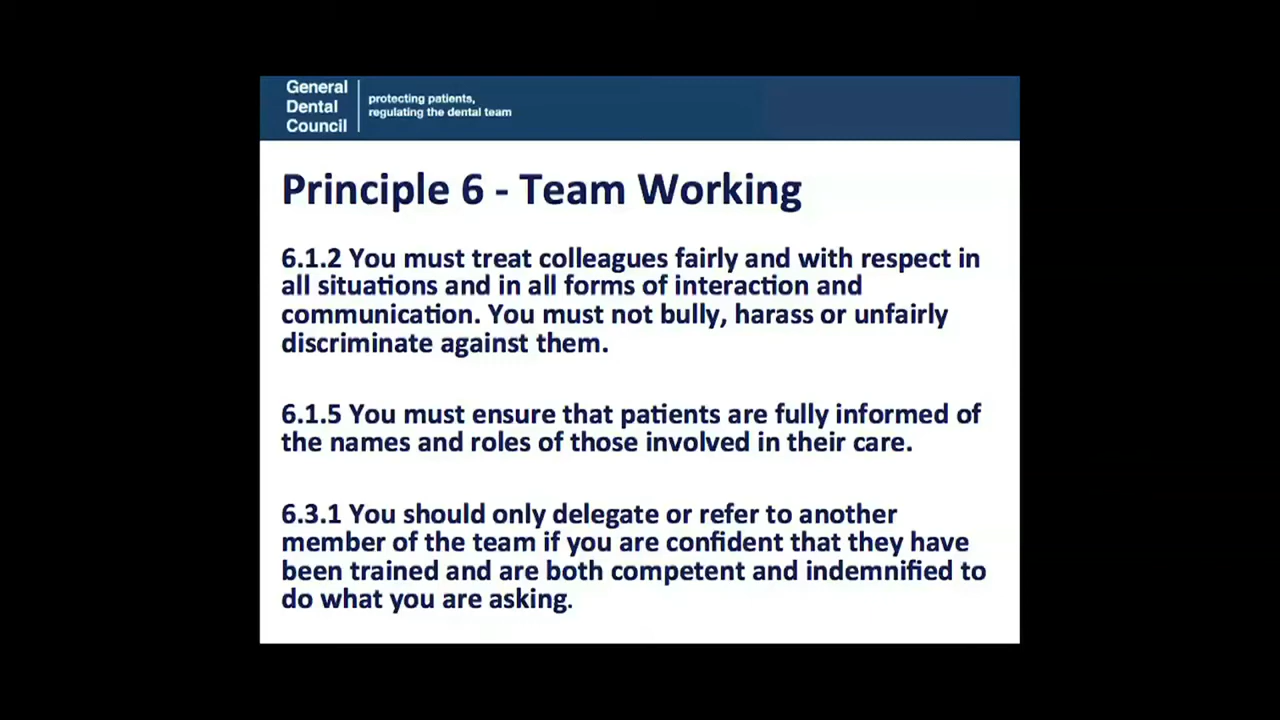 General
Dental
Council
protecting patients,
regulating the dental team
Principle 6 - Team Working
6.1.2 You must treat colleagues fairly and with respect in
all situations and in all forms of interaction and
communication. You must not bully, harass or unfairly
discriminate against them.
6.1.5 You must ensure that patients are fully informed of
the names and roles of those involved in their care.
6.3.1 You should only delegate or refer to another
member of the team if you are confident that they have
been trained and are both competent and indemnified to
do what you are asking.